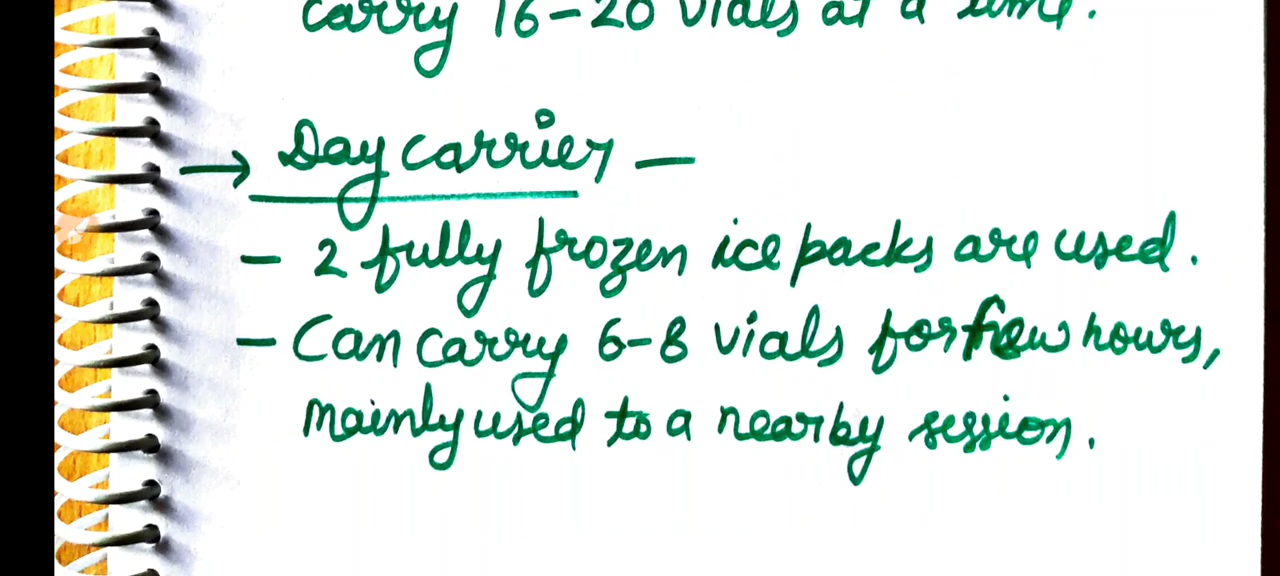 carry 16-20 vials at a time.
→ Day carrier —
- 2 fully frozen ice packs are used.
- Can carry 6-8 vials for few hours,
mainly used to a nearby session.